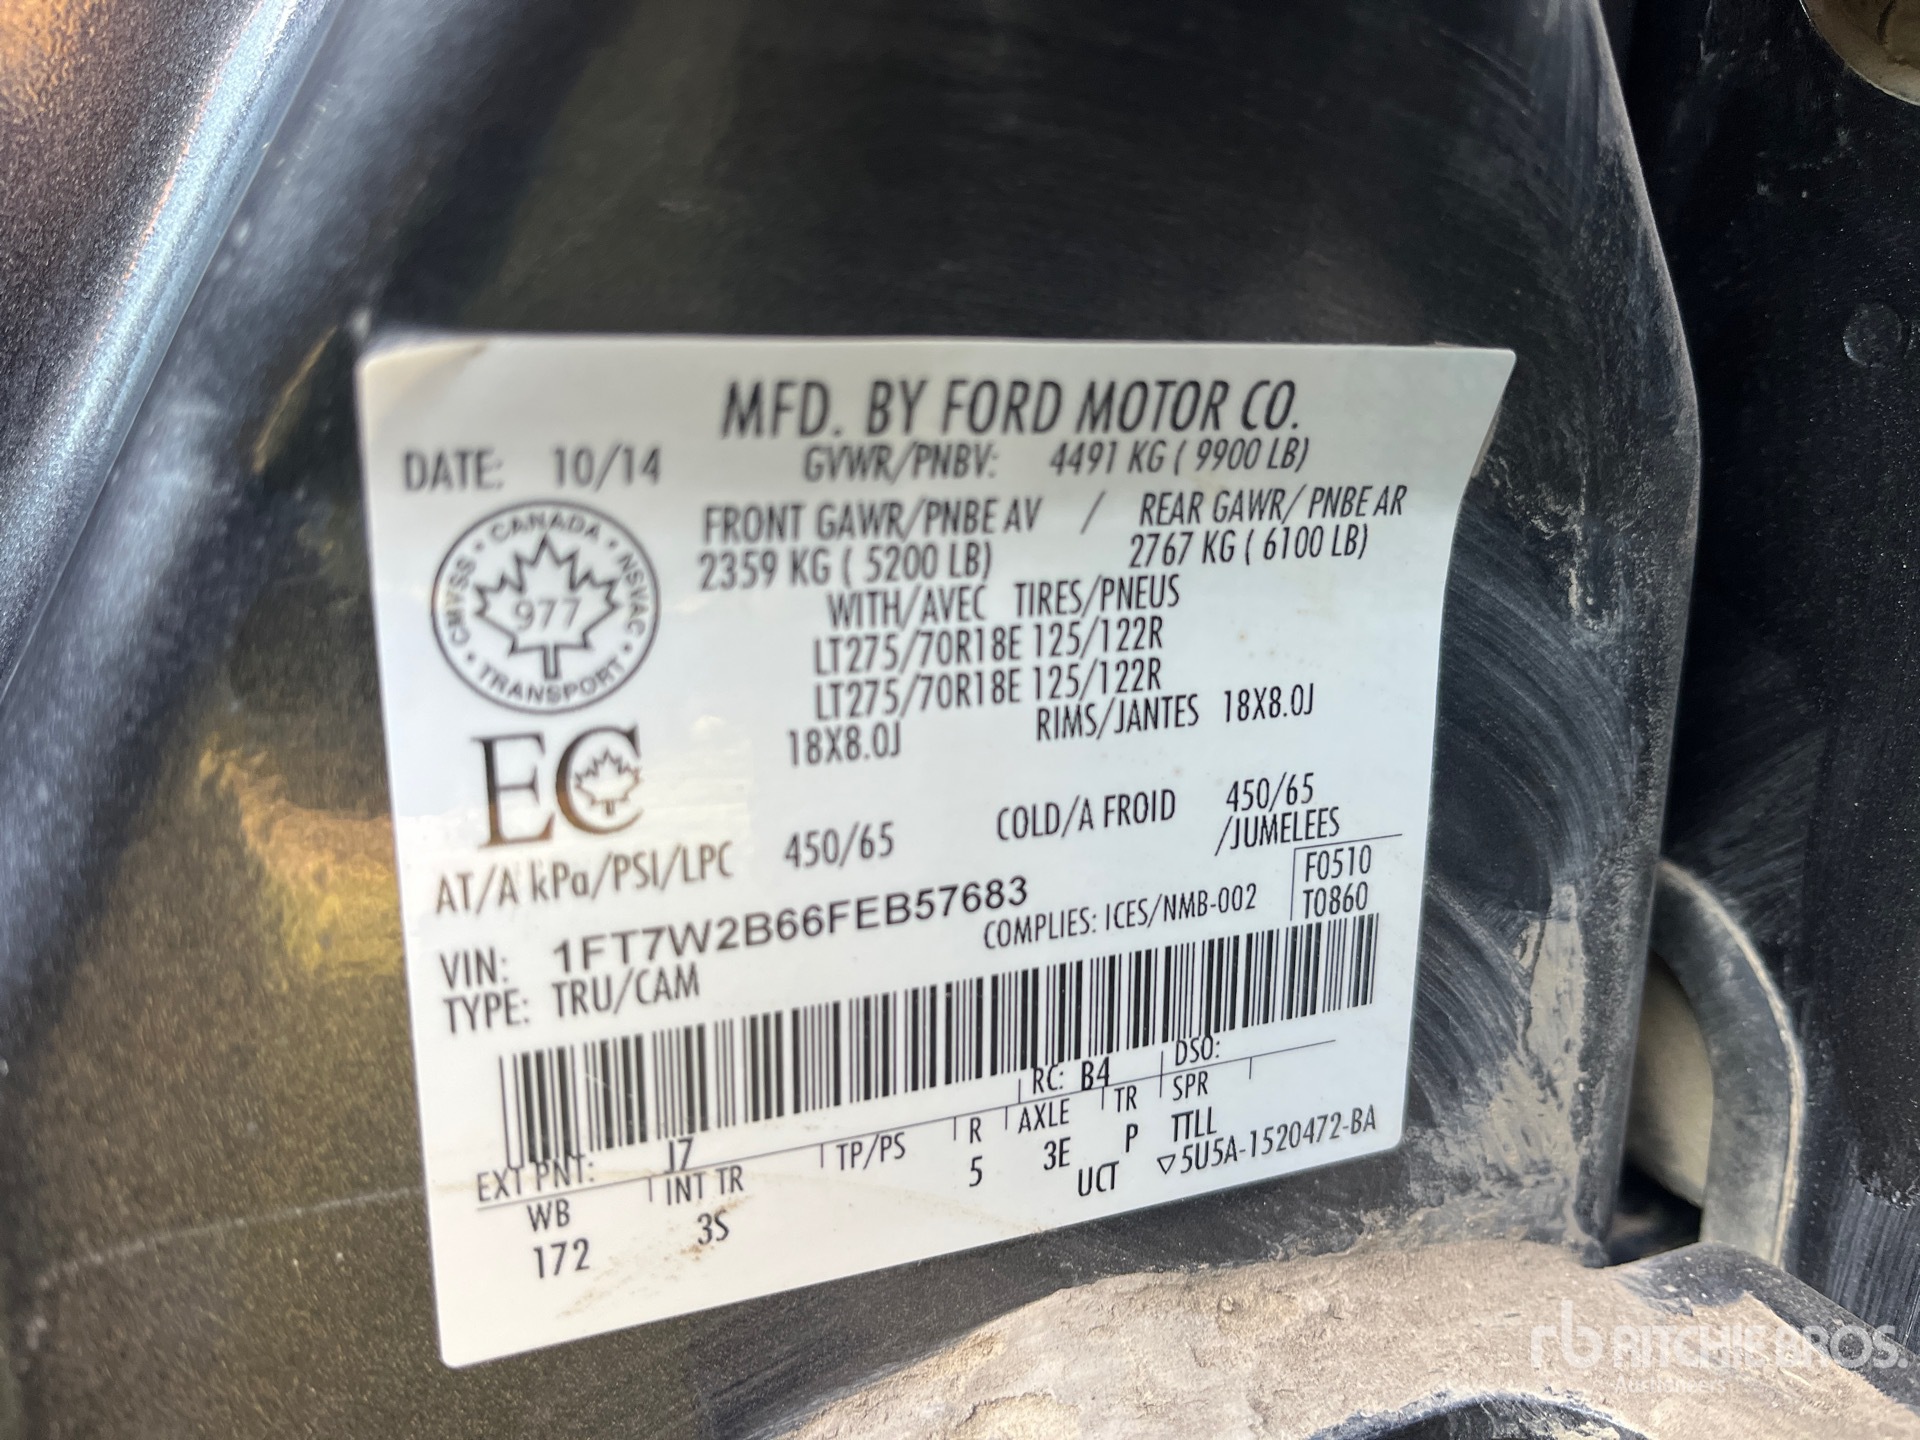 MFD. BY FORD MOTOR CO.
DATE: 10/14
GVWR/PNBV: 4491 KG ( 9900 LB)
FRONT GAWR/PNBE AV / REAR GAWR/ PNBE AR
2359 KG ( 5200 LB) 2767 KG ( 6100 LB)
WITH/AVEC TIRES/PNEUS
LT275/70R18E 125/122R
LT275/70R18E 125/122R
18X8.0J RIMS/JANTES 18X8.0J
CANADA
CMVSS • NSVAC
977
TRANSPORT
EC
AT/A kPa/PSI/LPC 450/65 COLD/A FROID 450/65
/JUMELEES
VIN: 1FT7W2B66FEB57683
COMPLIES: ICES/NMB-002
F0510
T0860
TYPE: TRU/CAM
EXT PNT: J7 RC: B4 DSO:
WB INT TR TP/PS R AXLE TR SPR
172 3S 5 3E P TTLL
UCT ▽5U5A-1520472-BA
rb RITCHIE BROS.
Auctioneers